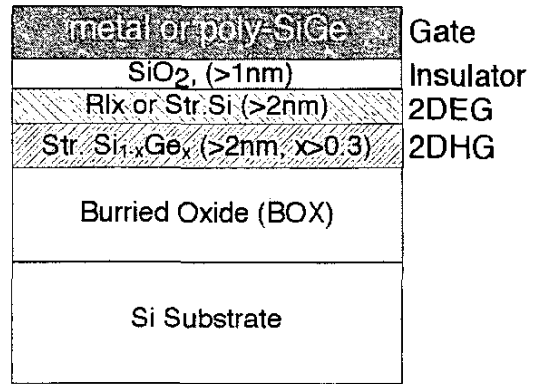 metal or poly-SiGe Gate
SiO2, (>1nm) Insulator
Rlx or Str.Si (>2nm) 2DEG
Str. Si1-xGex (>2nm, x>0.3) 2DHG
Burried Oxide (BOX)
Si Substrate